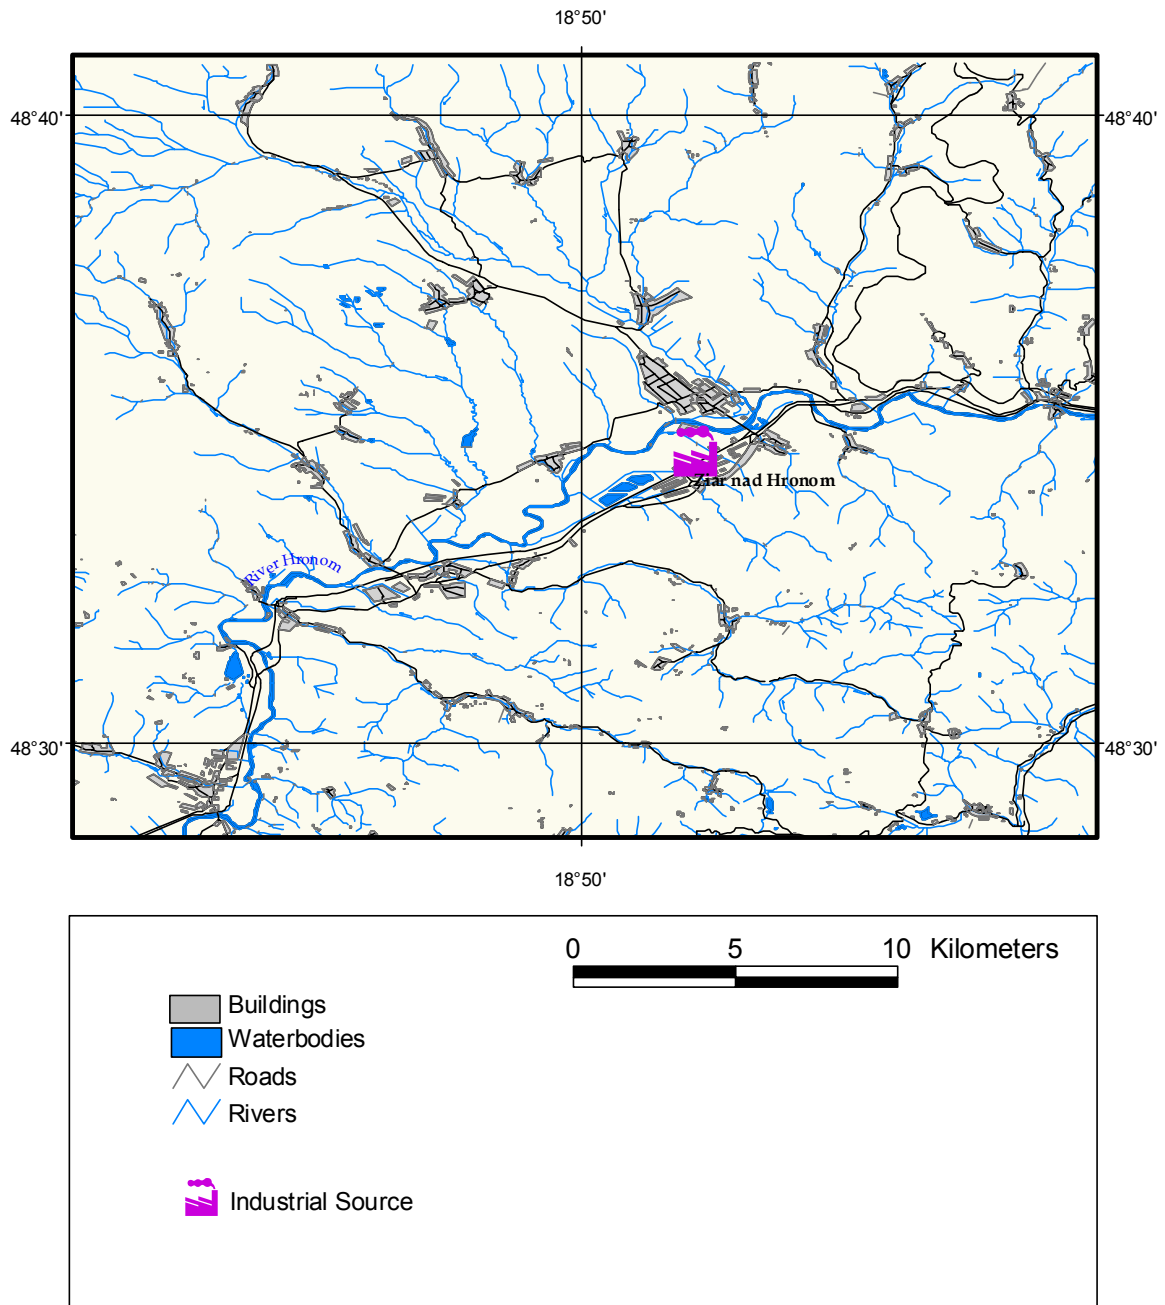 18°50'
48°40'
48°40'
Ziar nad Hronom
River Hronom
48°30'
48°30'
18°50'
0 5 10 Kilometers
Buildings
Waterbodies
Roads
Rivers
Industrial Source